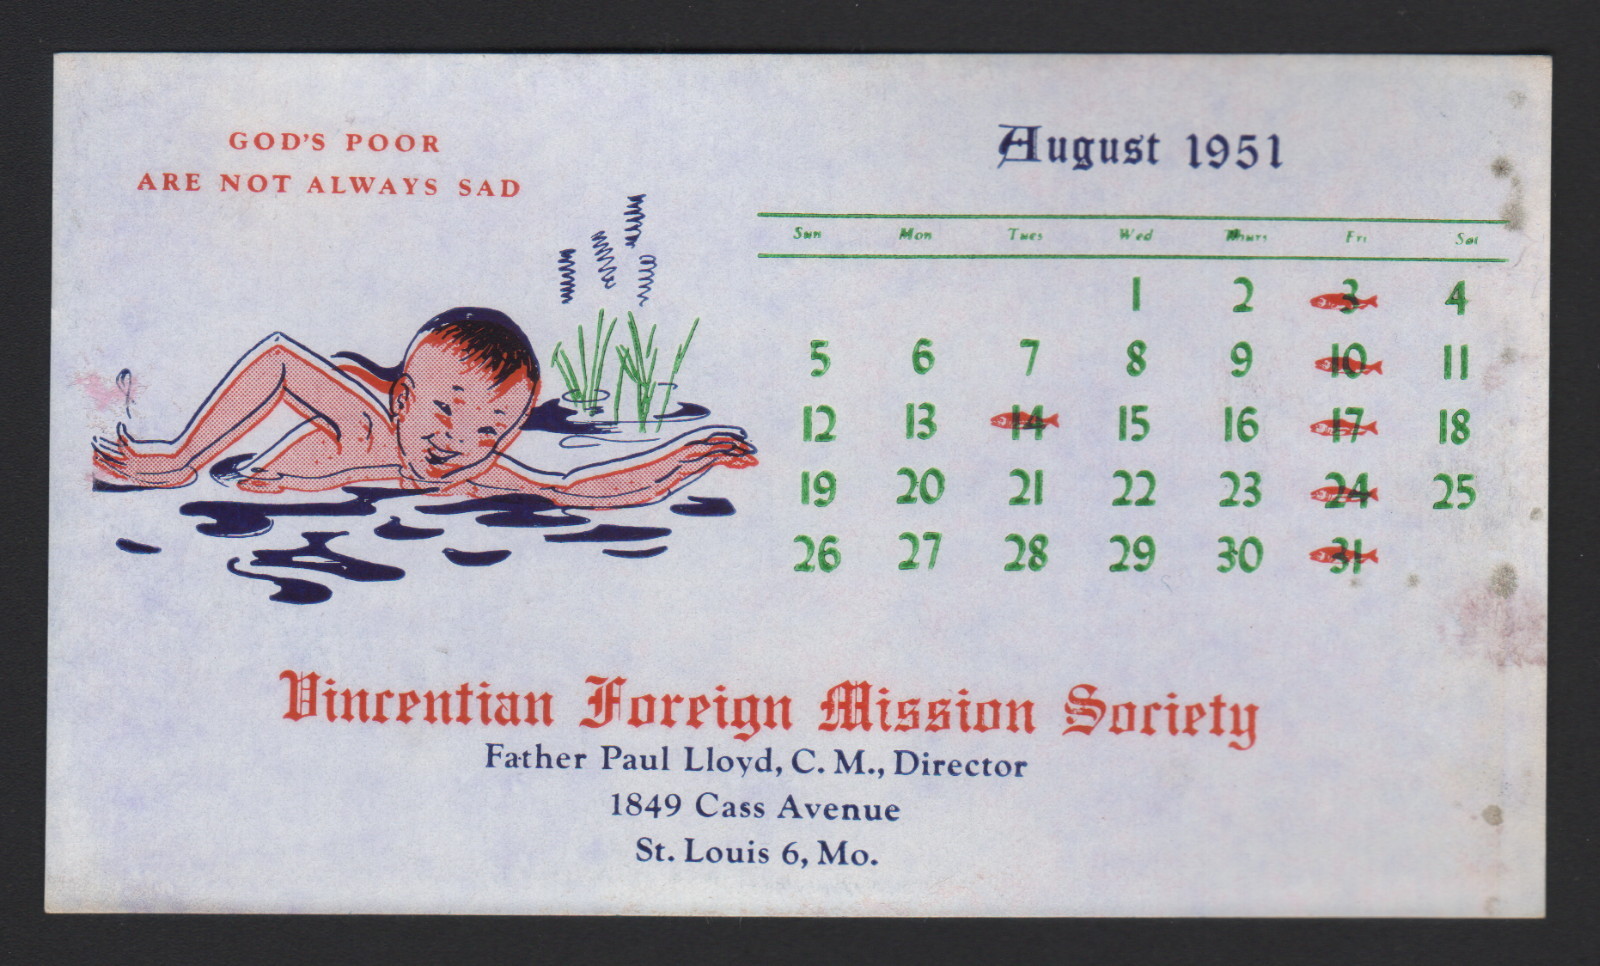 GOD'S POOR
ARE NOT ALWAYS SAD
August 1951
Sun Mon Tues Wed Thurs Fri Sat
1 2 3 4
5 6 7 8 9 10 11
12 13 14 15 16 17 18
19 20 21 22 23 24 25
26 27 28 29 30 31
Vincentian Foreign Mission Society
Father Paul Lloyd, C. M., Director
1849 Cass Avenue
St. Louis 6, Mo.